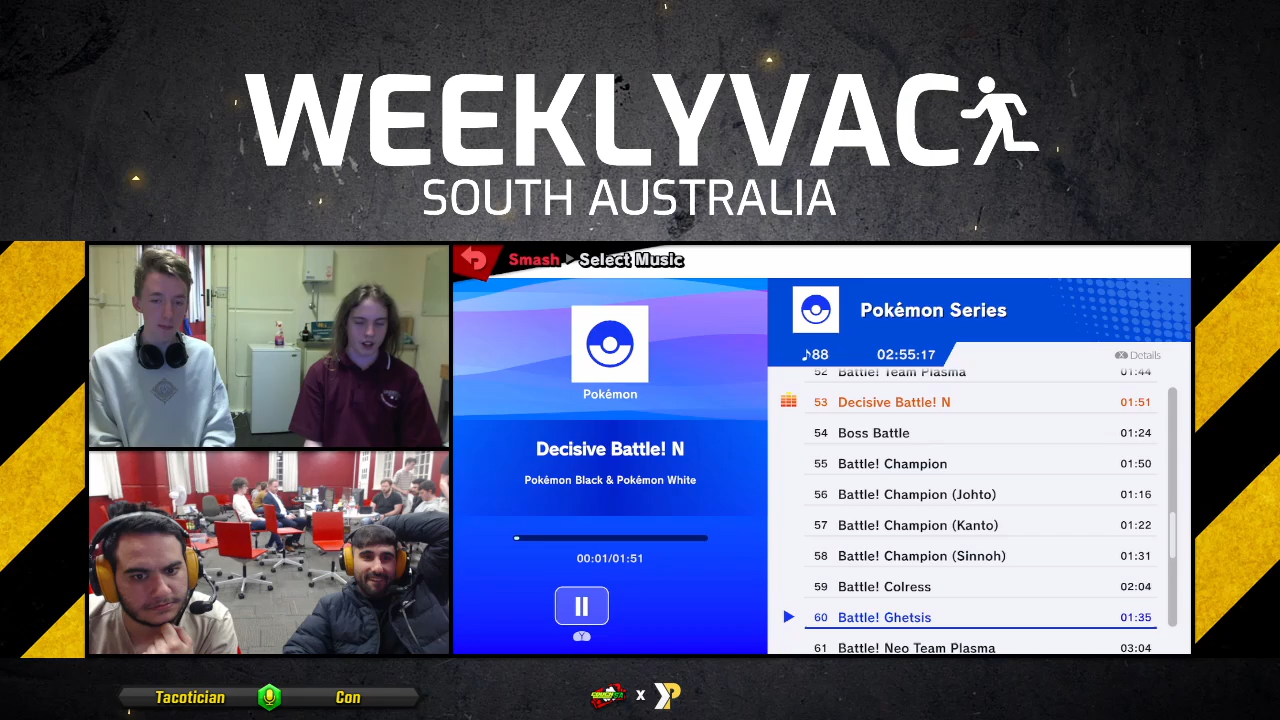 WEEKLYVAC
SOUTH AUSTRALIA
Smash Select Music
Pokémon
Decisive Battle! N
Pokémon Black & Pokémon White
00:01/01:51
Y
Pokémon Series
♪88 02:55:17
X Details
52 Battle! Team Plasma 01:44
53 Decisive Battle! N 01:51
54 Boss Battle 01:24
55 Battle! Champion 01:50
56 Battle! Champion (Johto) 01:16
57 Battle! Champion (Kanto) 01:22
58 Battle! Champion (Sinnoh) 01:31
59 Battle! Colress 02:04
60 Battle! Ghetsis 01:35
61 Battle! Neo Team Plasma 03:04
Tacotician Con
X